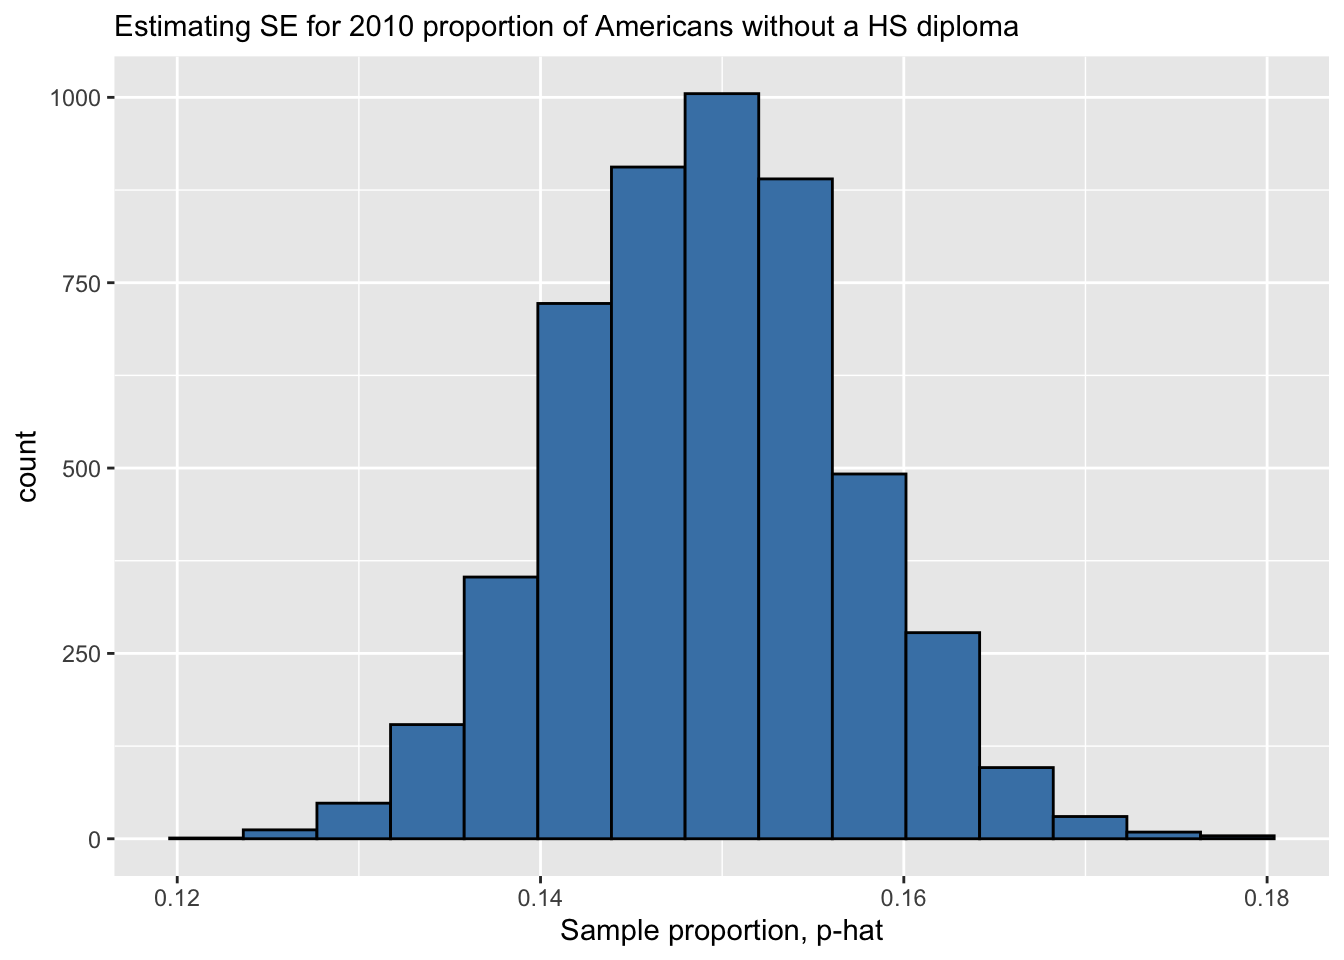 Estimating SE for 2010 proportion of Americans without a HS diploma
1000
750
500
250
0
count
0.12 0.14 0.16 0.18
Sample proportion, p-hat